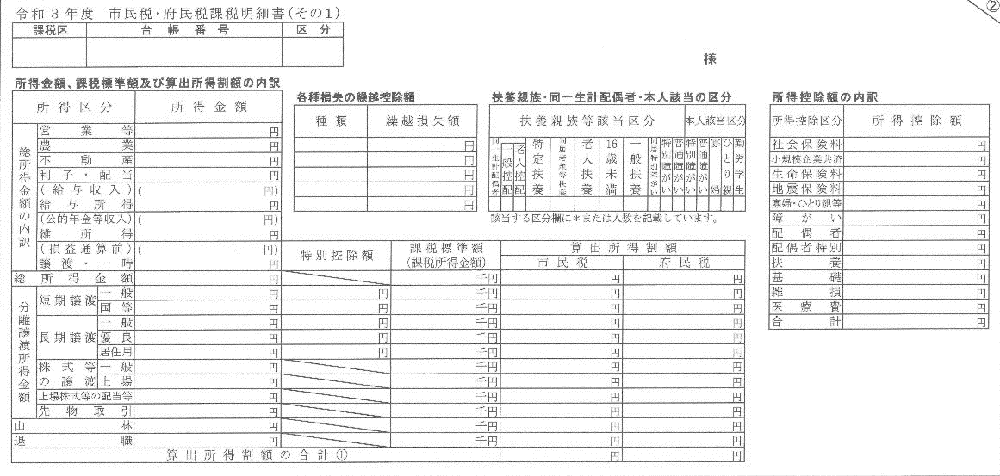 ②
令和３年度　市民税・府民税課税明細書(その１)
課税区　台帳番号　区分
様
所得金額、課税標準額及び算出所得割額の内訳
所得区分　所得金額
総所得金額の内訳
営業等　円
農業　円
不動産　円
利子・配当　円
(給与収入)　(　円)
給与所得　円
(公的年金等収入)　(　円)
雑所得　円
(損益通算前)　(　円)
譲渡・一時　円
特別控除額　課税標準額(課税所得金額)　算出所得割額
市民税　府民税
総所得金額　円　千円　円　円
分離譲渡所得金額
短期譲渡　一般　円　円　千円　円　円
国等　円　円　千円　円　円
長期譲渡　一般　円　円　千円　円　円
優良　円　円　千円　円　円
居住用　円　円　千円　円　円
株式等の譲渡　一般　円　千円　円　円
上場　円　千円　円　円
上場株式等の配当等　円　千円　円　円
先物取引　円　千円　円　円
山林　円　千円　円　円
退職　円　千円　円　円
算出所得割額の合計①　円　円
各種損失の繰越控除額
種類　繰越損失額
円
円
円
円
円
扶養親族・同一生計配偶者・本人該当の区分
扶養親族等該当区分　本人該当区分
同一生計配偶者
一般控配
老人控配
特定扶養
同居老親等扶養
老人扶養
16歳未満
一般扶養
同居特別障がい
特別障がい
普通障がい
特別障がい
普通障がい
寡婦
ひとり親
勤労学生
該当する区分欄に＊または人数を記載しています。
所得控除額の内訳
所得控除区分　所得控除額
社会保険料　円
小規模企業共済　円
生命保険料　円
地震保険料　円
寡婦・ひとり親等　円
障がい　円
配偶者　円
配偶者特別　円
扶養　円
基礎　円
雑損　円
医療費　円
合計　円